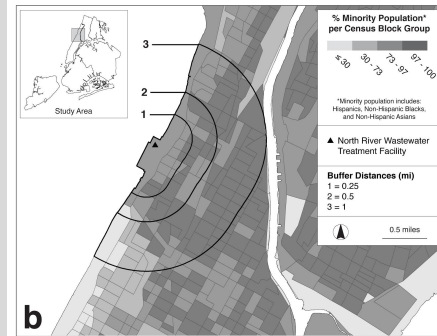 % Minority Population*
per Census Block Group
≤ 30
30 - 73
73 - 97
97 - 100
*Minority population includes:
Hispanics, Non-Hispanic Blacks,
and Non-Hispanic Asians
▲ North River Wastewater
Treatment Facility
Buffer Distances (mi)
1 = 0.25
2 = 0.5
3 = 1
0.5 miles
Study Area
3
2
1
b